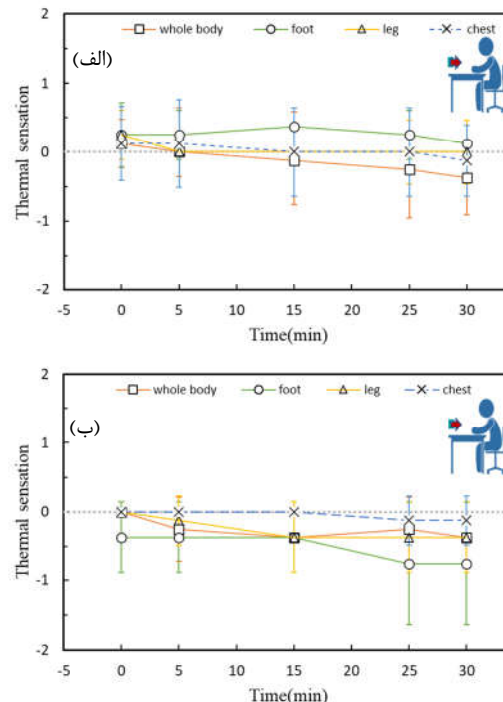 whole body foot leg chest
2
(الف)
1
0
-1
-2
Thermal sensation
-5 0 5 10 15 20 25 30
Time(min)
2
whole body foot leg chest
(ب)
1
0
-1
-2
Thermal sensation
-5 0 5 10 15 20 25 30
Time(min)